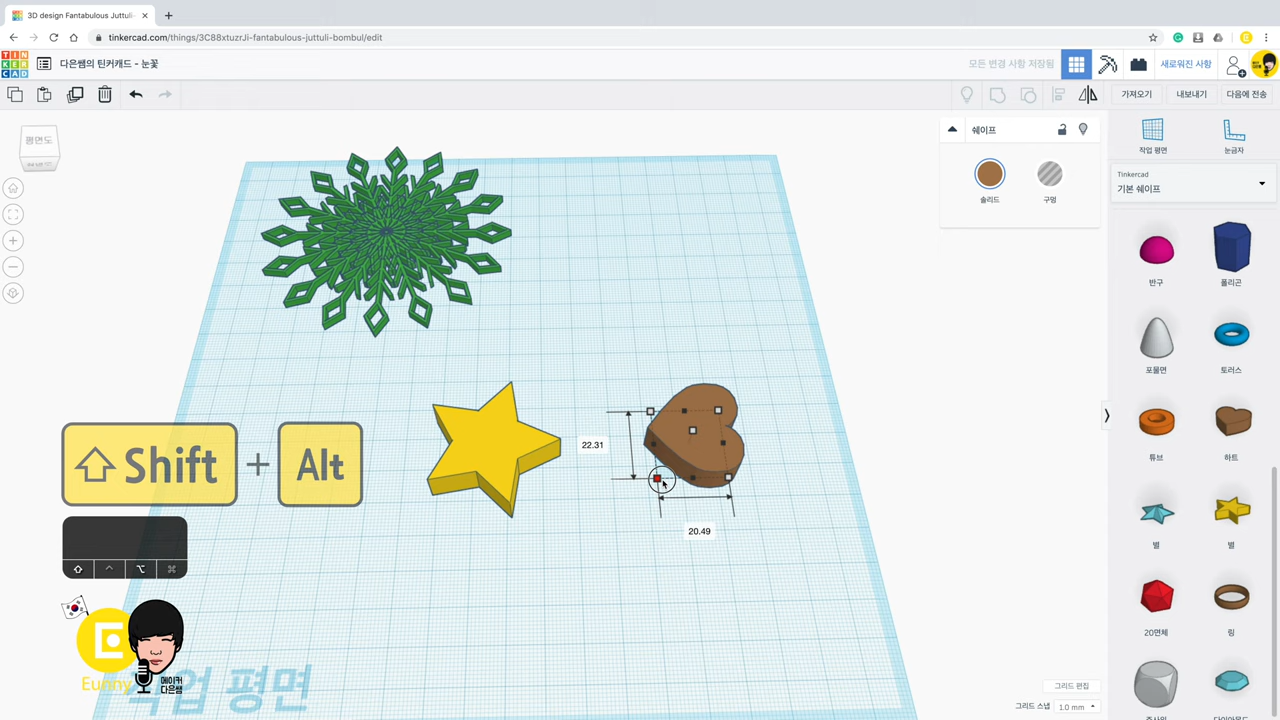 3D design Fantabulous Juttuli-
tinkercad.com/things/3C88xtuzrJi-fantabulous-juttuli-bombul/edit
TIN
KER
CAD
다은쌤의 틴커캐드 - 눈꽃
모든 변경 사항 저장됨
새로워진 사항
가져오기
내보내기
다음에 전송
평면도
쉐이프
솔리드
구멍
작업 평면
눈금자
Tinkercad
기본 쉐이프
반구
폴리곤
포물면
토러스
튜브
하트
별
별
20면체
링
22.31
20.49
Shift + Alt
Eunny
메이커
다은쌤
작업 평면
그리드 편집
그리드 스냅
1.0 mm